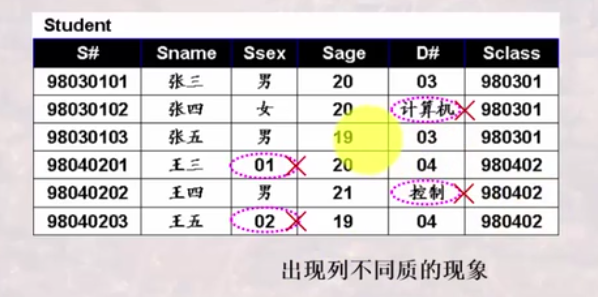 Student
S# Sname Ssex Sage D# Sclass
98030101 张三 男 20 03 980301
98030102 张四 女 20 计算机 980301
98030103 张五 男 19 03 980301
98040201 王三 01 20 04 980402
98040202 王四 男 21 控制 980402
98040203 王五 02 19 04 980402
出现列不同质的现象